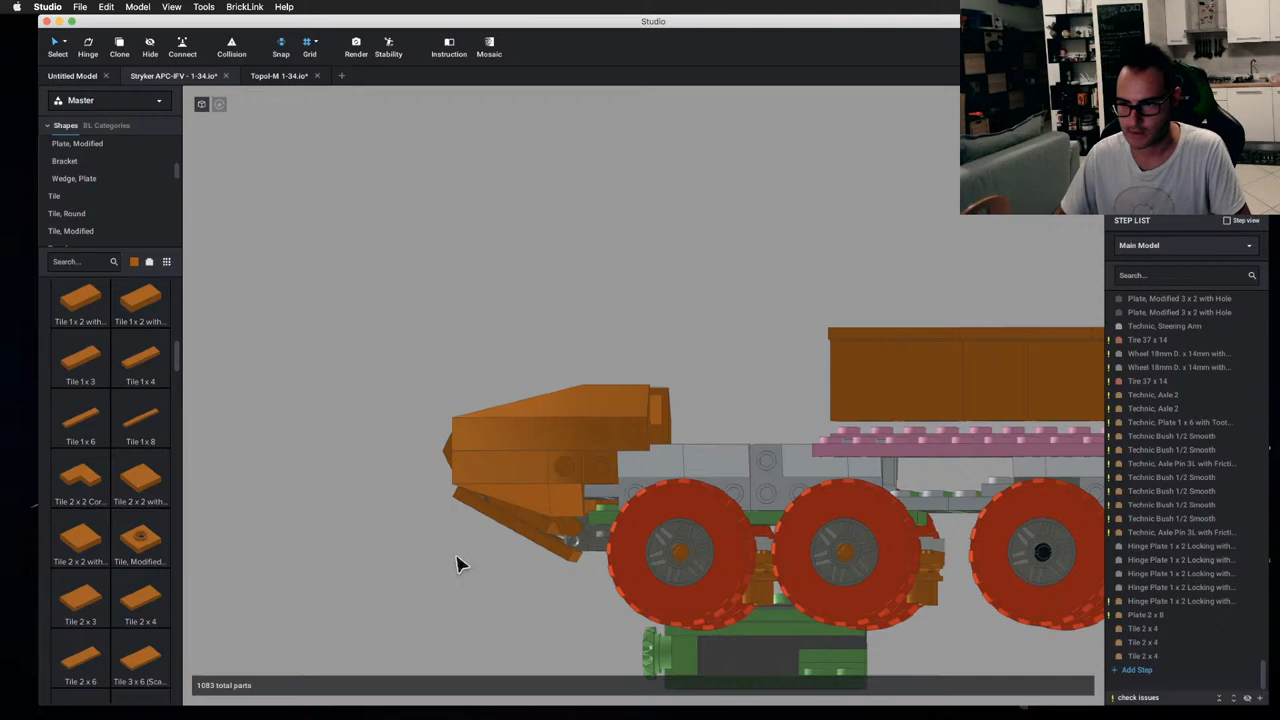 Studio File Edit Model View Tools BrickLink Help
Studio
Select Hinge Clone Hide Connect Collision Snap Grid Render Stability Instruction Mosaic
Untitled Model Stryker APC-IFV - 1-34.io* Topol-M 1-34.io*
Master
Shapes BL Categories
Plate, Modified
Bracket
Wedge, Plate
Tile
Tile, Round
Tile, Modified
Search...
Tile 1x 2 with... Tile 1 x 2 with...
Tile 1 x 3 Tile 1 x 4
Tile 1 x 6 Tile 1 x 8
Tile 2 x 2 Cor... Tile 2 x 2 with...
Tile 2 x 2 with... Tile, Modified...
Tile 2 x 3 Tile 2 x 4
Tile 2 x 6 Tile 3 x 6 (Sca...
1083 total parts
STEP LIST Step view
Main Model
Search...
Plate, Modified 3 x 2 with Hole
Plate, Modified 3 x 2 with Hole
Technic, Steering Arm
Tire 37 x 14
Wheel 18mm D. x 14mm with...
Wheel 18mm D. x 14mm with...
Tire 37 x 14
Technic, Axle 2
Technic, Axle 2
Technic, Plate 1 x 6 with Toot...
Technic Bush 1/2 Smooth
Technic Bush 1/2 Smooth
Technic, Axle Pin 3L with Fricti...
Technic Bush 1/2 Smooth
Technic Bush 1/2 Smooth
Technic Bush 1/2 Smooth
Technic Bush 1/2 Smooth
Technic, Axle Pin 3L with Fricti...
Hinge Plate 1 x 2 Locking with...
Hinge Plate 1 x 2 Locking with...
Hinge Plate 1 x 2 Locking with...
Hinge Plate 1 x 2 Locking with...
Hinge Plate 1 x 2 Locking with...
Plate 2 x 8
Tile 2 x 4
Tile 2 x 4
Tile 2 x 4
+ Add Step
check issues